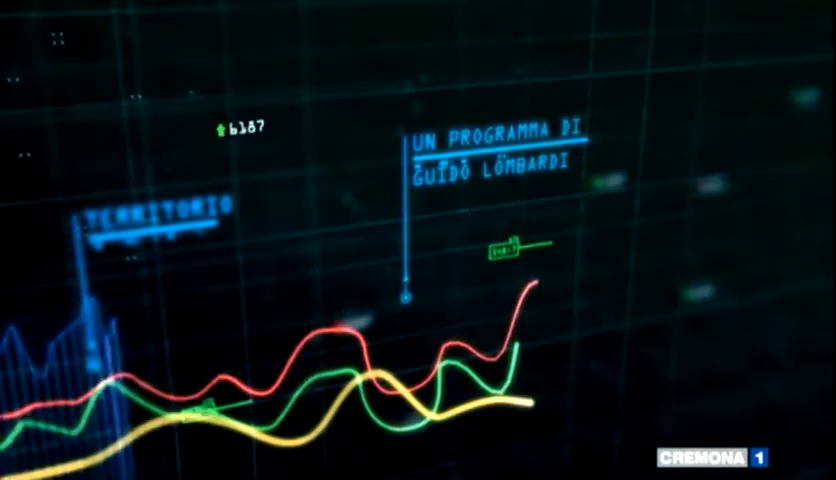 6187
UN PROGRAMMA DI
GUIDO LOMBARDI
TERRITORIO
CREMONA 1